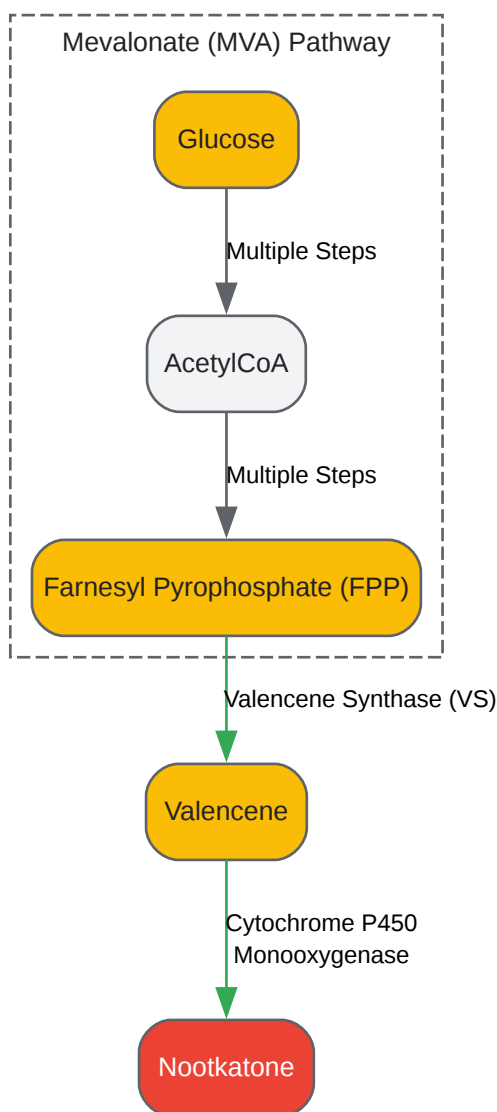 Mevalonate (MVA) Pathway
Glucose
Multiple Steps
AcetylCoA
Multiple Steps
Farnesyl Pyrophosphate (FPP)
Valencene Synthase (VS)
Valencene
Cytochrome P450
Monooxygenase
Nootkatone